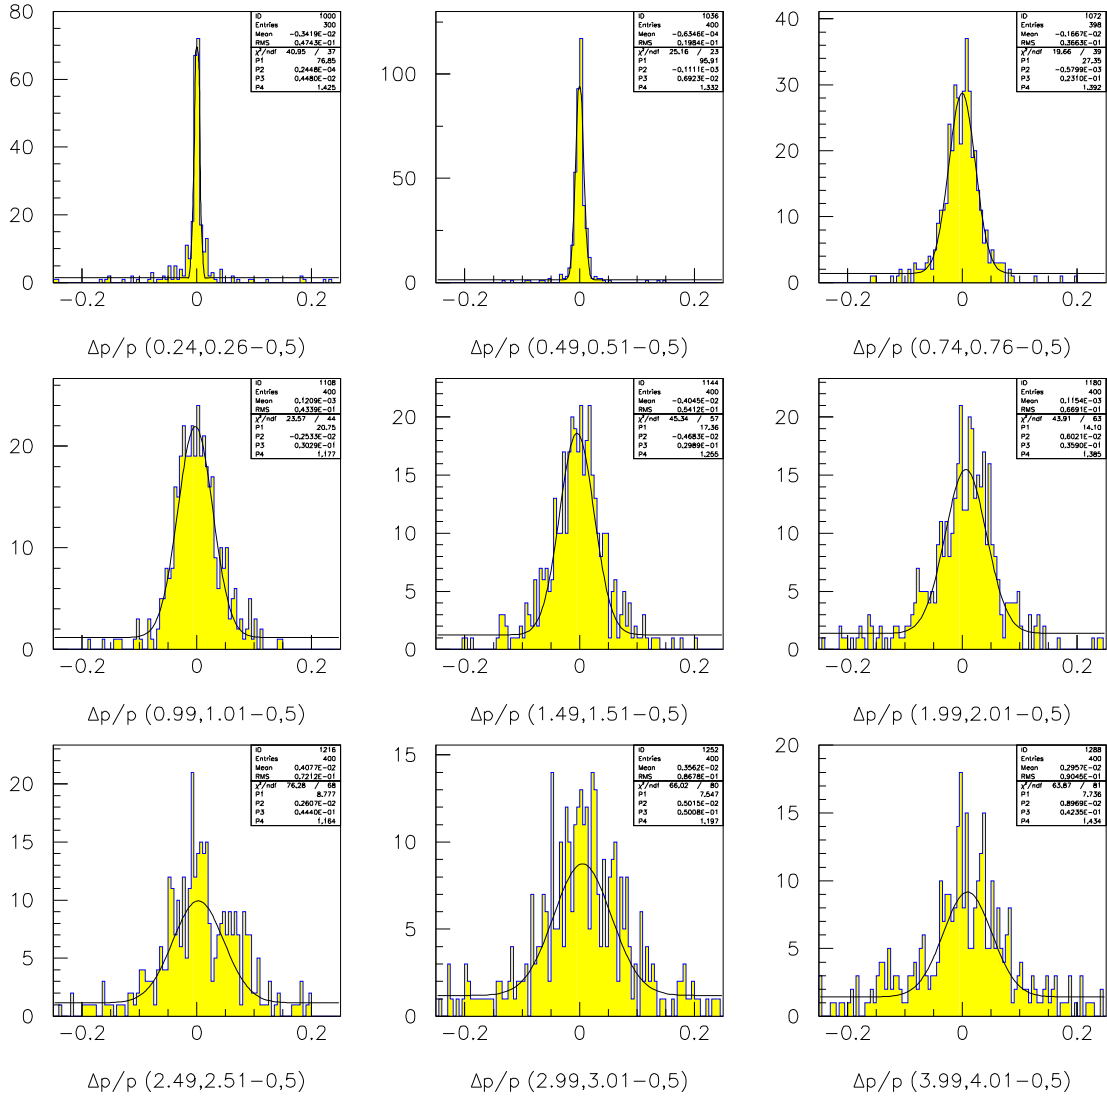 80
60
40
20
0
−0.2
0
0.2
ID 1000
Entries 300
Mean −0.3419E−02
RMS 0.4743E−01
χ²/ndf 40.95 / 37
P1 76.85
P2 0.2448E−04
P3 0.4480E−02
P4 1.425
Δp/p (0.24,0.26−0,5)
100
50
0
−0.2
0
0.2
ID 1036
Entries 400
Mean −0.6346E−04
RMS 0.1984E−01
χ²/ndf 25.16 / 23
P1 95.91
P2 −0.1111E−03
P3 0.6923E−02
P4 1.332
Δp/p (0.49,0.51−0,5)
40
30
20
10
0
−0.2
0
0.2
ID 1072
Entries 398
Mean −0.1667E−02
RMS 0.3663E−01
χ²/ndf 19.66 / 39
P1 27.35
P2 −0.5799E−03
P3 0.2310E−01
P4 1.392
Δp/p (0.74,0.76−0,5)
20
10
0
−0.2
0
0.2
ID 1108
Entries 400
Mean 0.1209E−03
RMS 0.4339E−01
χ²/ndf 23.57 / 44
P1 20.75
P2 −0.2533E−02
P3 0.3029E−01
P4 1.177
Δp/p (0.99,1.01−0,5)
20
15
10
5
0
−0.2
0
0.2
ID 1144
Entries 400
Mean −0.4045E−02
RMS 0.5412E−01
χ²/ndf 45.34 / 57
P1 17.36
P2 −0.4683E−02
P3 0.2989E−01
P4 1.255
Δp/p (1.49,1.51−0,5)
20
15
10
5
0
−0.2
0
0.2
ID 1180
Entries 400
Mean 0.1154E−03
RMS 0.6691E−01
χ²/ndf 43.91 / 63
P1 14.10
P2 0.6021E−02
P3 0.3590E−01
P4 1.385
Δp/p (1.99,2.01−0,5)
20
10
0
−0.2
0
0.2
ID 1216
Entries 400
Mean 0.4077E−02
RMS 0.7212E−01
χ²/ndf 76.28 / 68
P1 8.777
P2 0.2607E−02
P3 0.4440E−01
P4 1.164
Δp/p (2.49,2.51−0,5)
15
10
5
0
−0.2
0
0.2
ID 1252
Entries 400
Mean 0.3562E−02
RMS 0.8678E−01
χ²/ndf 66.02 / 80
P1 7.547
P2 0.5015E−02
P3 0.5008E−01
P4 1.197
Δp/p (2.99,3.01−0,5)
20
15
10
5
0
−0.2
0
0.2
ID 1288
Entries 400
Mean 0.2957E−02
RMS 0.9045E−01
χ²/ndf 63.87 / 81
P1 7.736
P2 0.8969E−02
P3 0.4235E−01
P4 1.434
Δp/p (3.99,4.01−0,5)